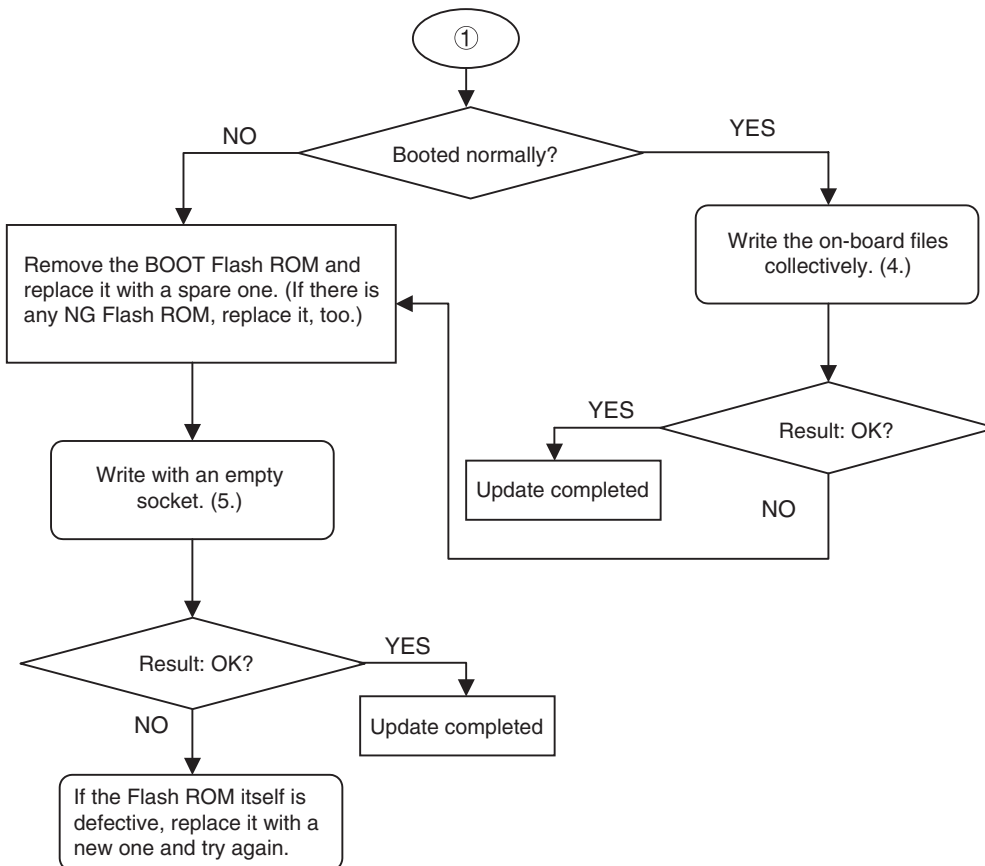 ①
Booted normally?
NO
YES
Remove the BOOT Flash ROM and
replace it with a spare one. (If there is
any NG Flash ROM, replace it, too.)
Write the on-board files
collectively. (4.)
YES
Result: OK?
Update completed
NO
Write with an empty
socket. (5.)
Result: OK?
YES
Update completed
NO
If the Flash ROM itself is
defective, replace it with a
new one and try again.